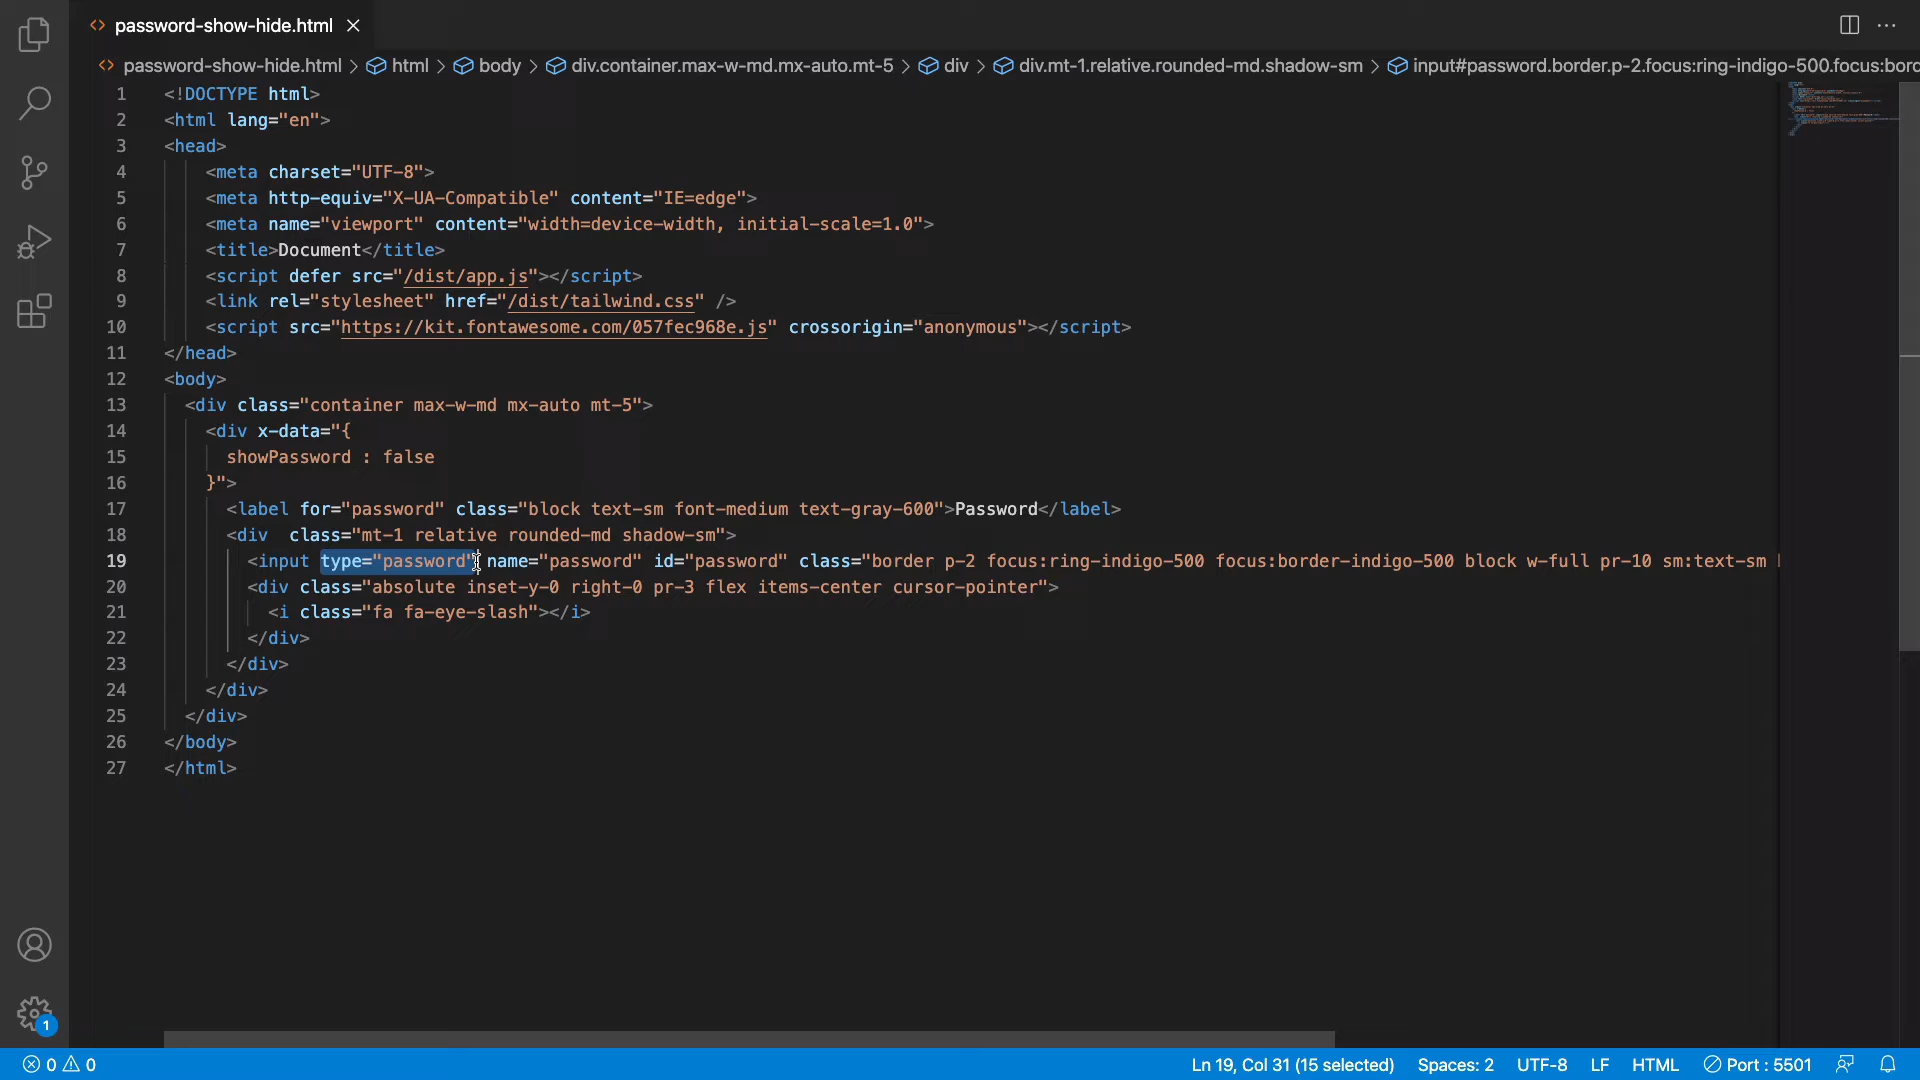 password-show-hide.html
password-show-hide.html > html > body > div.container.max-w-md.mx-auto.mt-5 > div > div.mt-1.relative.rounded-md.shadow-sm > input#password.border.p-2.focus:ring-indigo-500.focus:bord
1 <!DOCTYPE html>
2 <html lang="en">
3 <head>
4 <meta charset="UTF-8">
5 <meta http-equiv="X-UA-Compatible" content="IE=edge">
6 <meta name="viewport" content="width=device-width, initial-scale=1.0">
7 <title>Document</title>
8 <script defer src="/dist/app.js"></script>
9 <link rel="stylesheet" href="/dist/tailwind.css" />
10 <script src="https://kit.fontawesome.com/057fec968e.js" crossorigin="anonymous"></script>
11 </head>
12 <body>
13 <div class="container max-w-md mx-auto mt-5">
14 <div x-data="{
15 showPassword : false
16 }">
17 <label for="password" class="block text-sm font-medium text-gray-600">Password</label>
18 <div  class="mt-1 relative rounded-md shadow-sm">
19 <input type="password" name="password" id="password" class="border p-2 focus:ring-indigo-500 focus:border-indigo-500 block w-full pr-10 sm:text-sm
20 <div class="absolute inset-y-0 right-0 pr-3 flex items-center cursor-pointer">
21 <i class="fa fa-eye-slash"></i>
22 </div>
23 </div>
24 </div>
25 </div>
26 </body>
27 </html>
1
0 0 Ln 19, Col 31 (15 selected) Spaces: 2 UTF-8 LF HTML Port : 5501